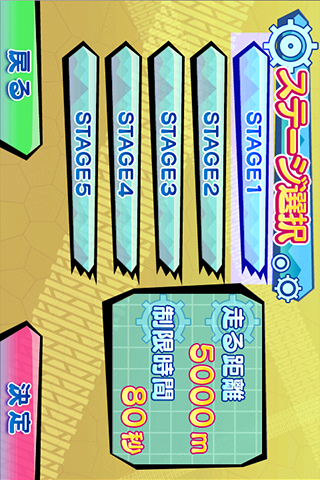 ステージ選択
STAGE1
STAGE2
STAGE3
STAGE4
STAGE5
走る距離
5000m
制限時間
80秒
戻る
決定